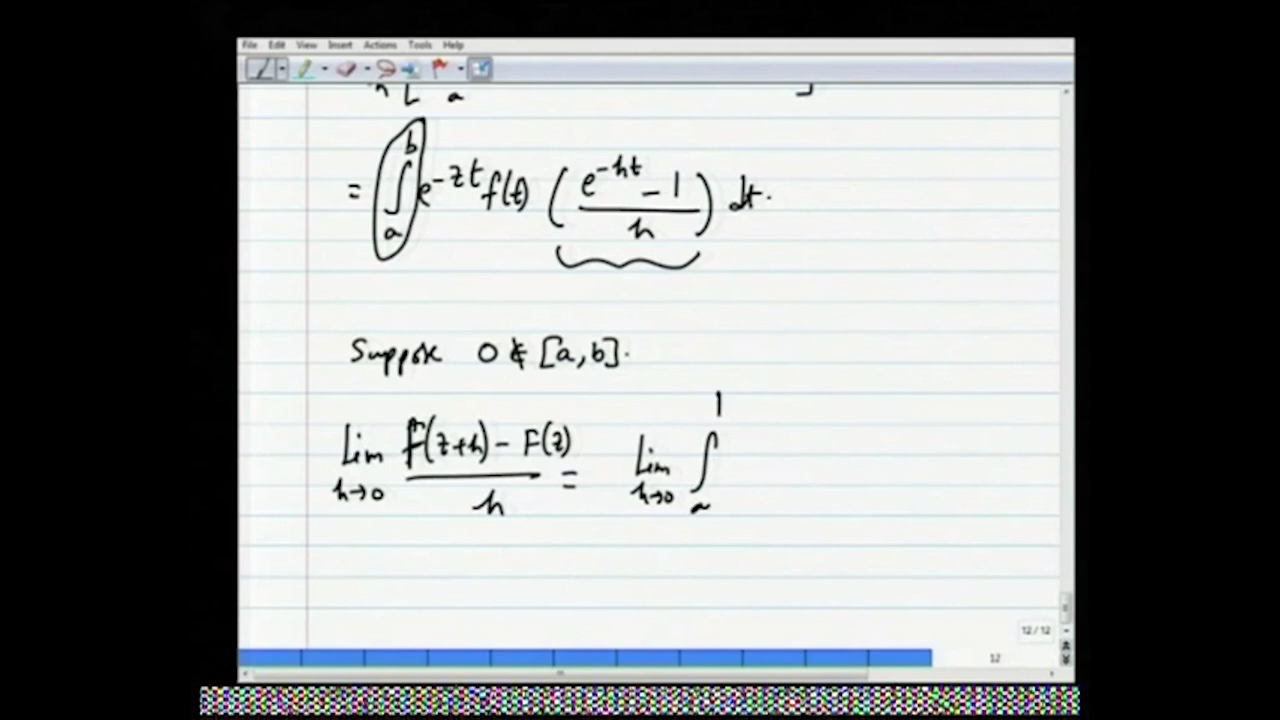 File Edit View Insert Actions Tools Help
= ∫_a^b e^{-zt} f(t) ( (e^{-ht} - 1) / h ) dt.
Suppose 0 ∉ [a, b].
Lim_{h→0} (F(z+h) - F(z)) / h = Lim_{h→0} ∫_a
12 / 12
12